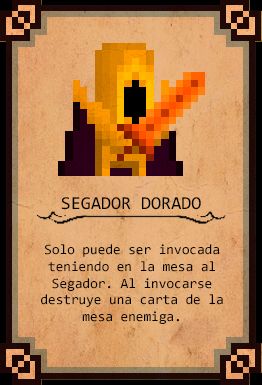 SEGADOR DORADO
Solo puede ser invocada
teniendo en la mesa al
Segador. Al invocarse
destruye una carta de la
mesa enemiga.